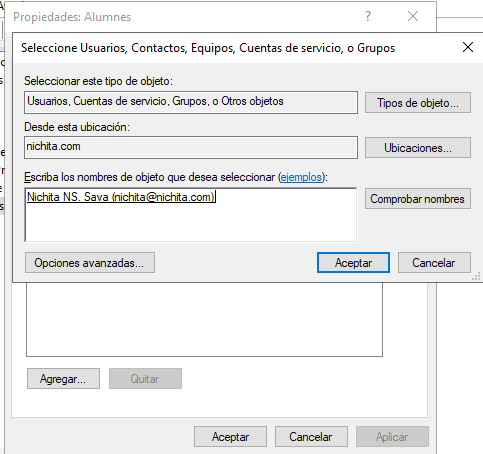 Propiedades: Alumnes
?
Seleccione Usuarios, Contactos, Equipos, Cuentas de servicio, o Grupos
Seleccionar este tipo de objeto:
Usuarios, Cuentas de servicio, Grupos, o Otros objetos
Tipos de objeto...
Desde esta ubicación:
nichita.com
Ubicaciones...
Escriba los nombres de objeto que desea seleccionar (ejemplos):
Nichita NS. Sava (nichita@nichita.com)
Comprobar nombres
Opciones avanzadas...
Aceptar
Cancelar
Agregar...
Quitar
Aceptar
Cancelar
Aplicar